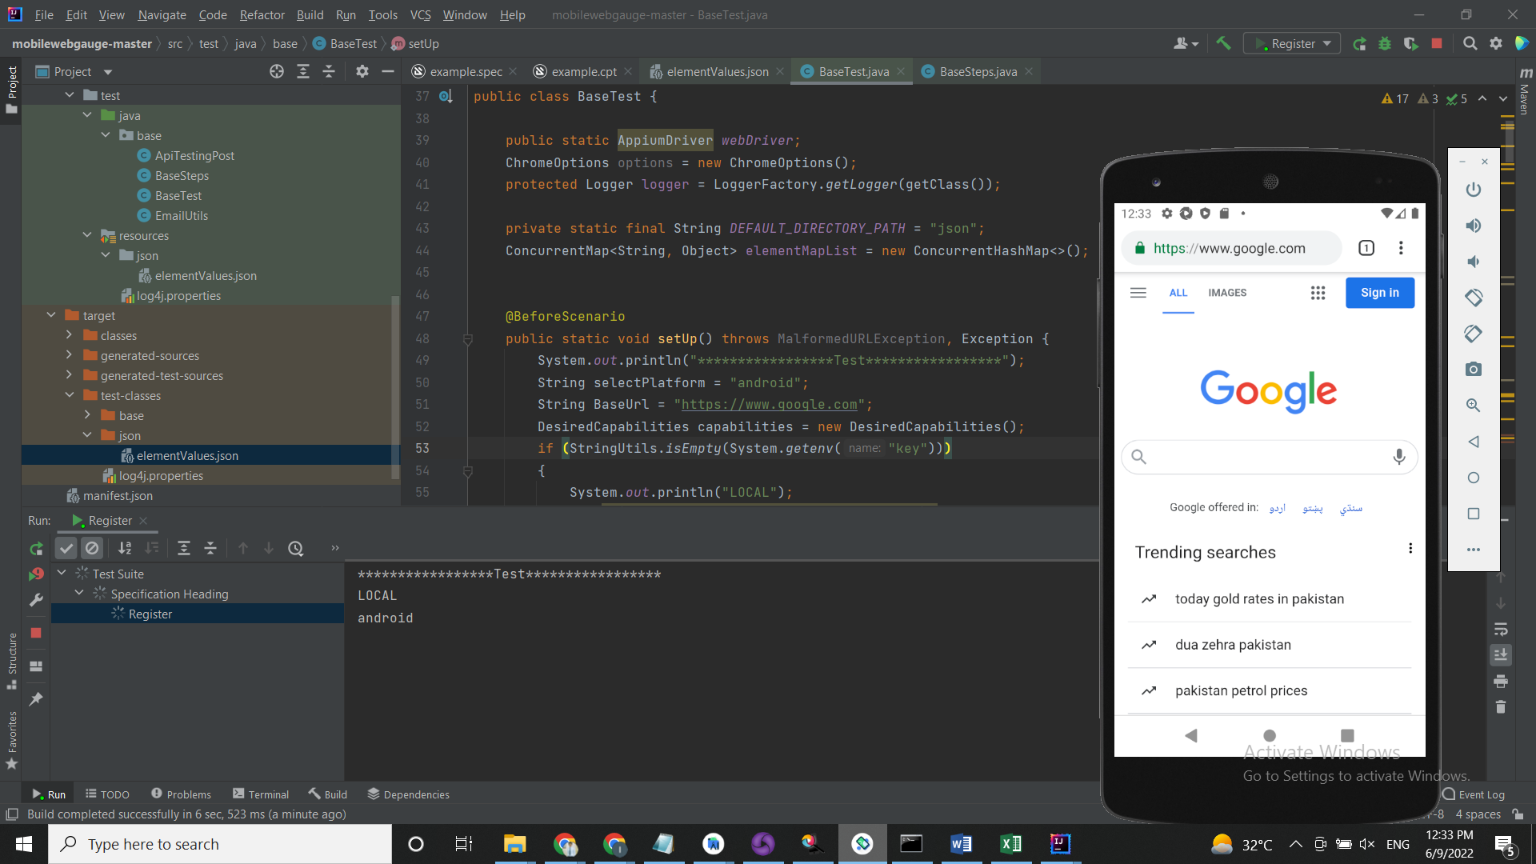 File Edit View Navigate Code Refactor Build Run Tools VCS Window Help mobilewebgauge-master - BaseTest.java
mobilewebgauge-master src test java base BaseTest setUp
Register
Project
Project
example.spec example.cpt elementValues.json BaseTest.java BaseSteps.java
Maven
test
java
base
ApiTestingPost
BaseSteps
BaseTest
EmailUtils
resources
json
elementValues.json
log4j.properties
target
classes
generated-sources
generated-test-sources
test-classes
base
json
elementValues.json
log4j.properties
manifest.json
17 3 5
37 public class BaseTest {
38
39 public static AppiumDriver webDriver;
40 ChromeOptions options = new ChromeOptions();
41 protected Logger logger = LoggerFactory.getLogger(getClass());
42
43 private static final String DEFAULT_DIRECTORY_PATH = "json";
44 ConcurrentMap<String, Object> elementMapList = new ConcurrentHashMap<>();
45
46
47 @BeforeScenario
48 public static void setUp() throws MalformedURLException, Exception {
49 System.out.println("*****************Test*****************");
50 String selectPlatform = "android";
51 String BaseUrl = "https://www.google.com";
52 DesiredCapabilities capabilities = new DesiredCapabilities();
53 if (StringUtils.isEmpty(System.getenv( name: "key")))
54 {
55 System.out.println("LOCAL");
12:33
https://www.google.com 1
ALL IMAGES Sign in
Google
Google offered in: اردو پښتو سنڌي
Trending searches
today gold rates in pakistan
dua zehra pakistan
pakistan petrol prices
Run: Register
Test Suite
Specification Heading
Register
*****************Test*****************
LOCAL
android
Structure
Favorites
Activate Windows
Go to Settings to activate Windows.
Run TODO Problems Terminal Build Dependencies Event Log
Build completed successfully in 6 sec, 523 ms (a minute ago) 4 spaces
Type here to search
32°C ENG
12:33 PM
6/9/2022
5